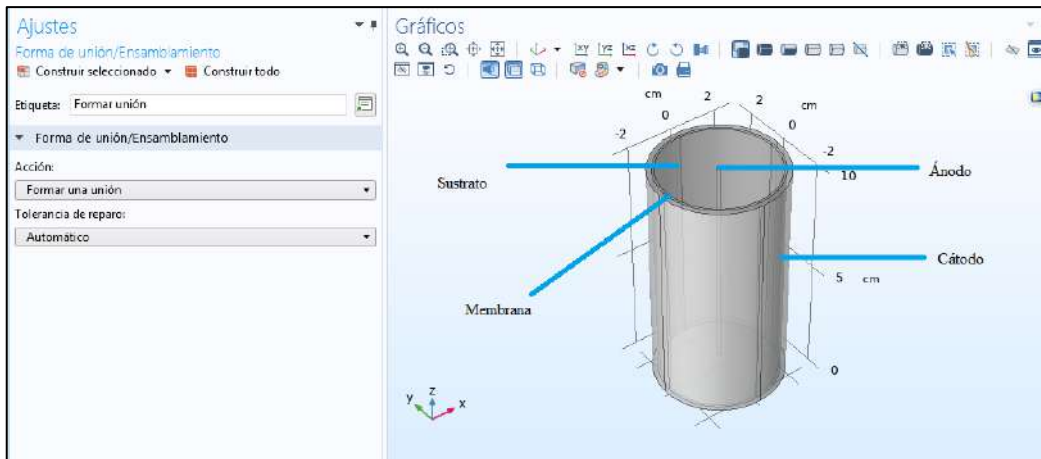 Ajustes
Forma de unión/Ensamblamiento
Construir seleccionado
Construir todo
Etiqueta: Formar unión
Forma de unión/Ensamblamiento
Acción:
Formar una unión
Tolerancia de reparo:
Automático
Gráficos
cm
2
2
cm
0
0
-2
-2
10
Sustrato
Ánodo
Cátodo
5
cm
Membrana
0
y
z
x